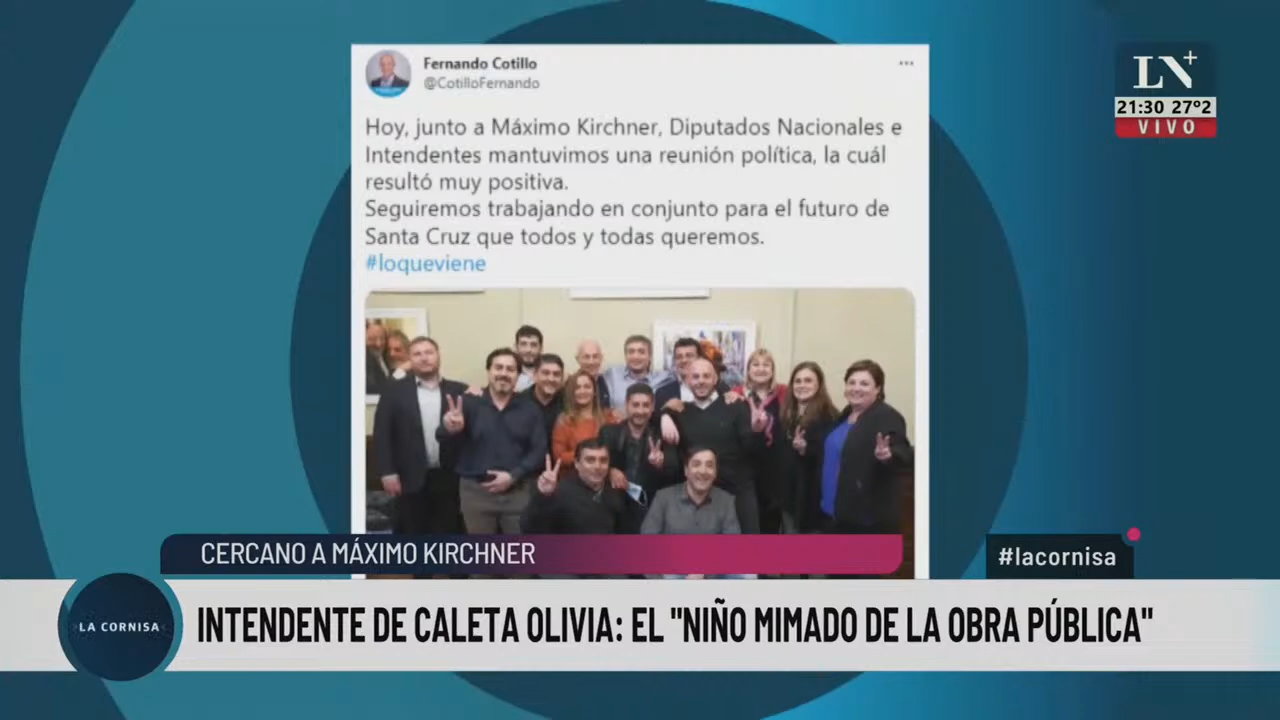 Fernando Cotillo
@CotilloFernando
Hoy, junto a Máximo Kirchner, Diputados Nacionales e
Intendentes mantuvimos una reunión política, la cuál
resultó muy positiva.
Seguiremos trabajando en conjunto para el futuro de
Santa Cruz que todos y todas queremos.
#loqueviene
LN+
21:30 27º2
VIVO
CERCANO A MÁXIMO KIRCHNER
#lacornisa
LA CORNISA
INTENDENTE DE CALETA OLIVIA: EL "NIÑO MIMADO DE LA OBRA PÚBLICA"